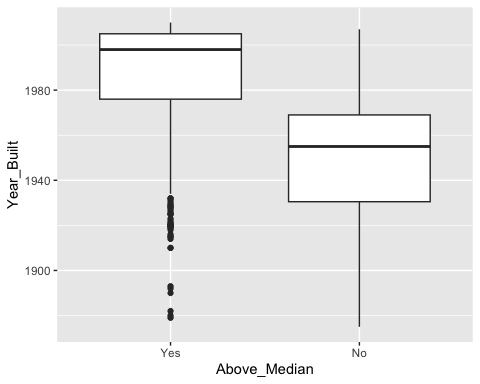 1980
1940
1900
Year_Built
Yes No
Above_Median